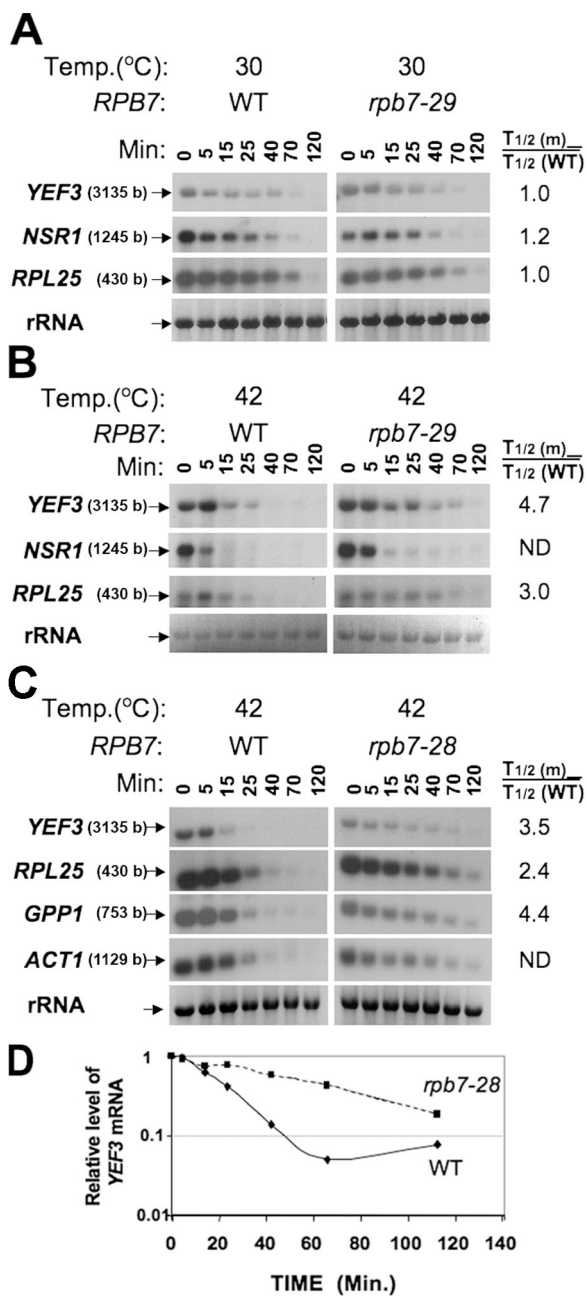 A
Temp.(°C): 30 30
RPB7: WT rpb7-29
Min: 0 5 15 25 40 70 120 0 5 15 25 40 70 120 T1/2 (m)_
T1/2 (WT)
YEF3 (3135 b) 1.0
NSR1 (1245 b) 1.2
RPL25 (430 b) 1.0
rRNA
B
Temp.(°C): 42 42
RPB7: WT rpb7-29
Min: 0 5 15 25 40 70 120 0 5 15 25 40 70 120 T1/2 (m)_
T1/2 (WT)
YEF3 (3135 b) 4.7
NSR1 (1245 b) ND
RPL25 (430 b) 3.0
rRNA
C
Temp.(°C): 42 42
RPB7: WT rpb7-28
Min: 0 5 15 25 40 70 120 0 5 15 25 40 70 120 T1/2 (m)_
T1/2 (WT)
YEF3 (3135 b) 3.5
RPL25 (430 b) 2.4
GPP1 (753 b) 4.4
ACT1 (1129 b) ND
rRNA
D
Relative level of
YEF3 mRNA
1
0.1
0.01
rpb7-28
WT
0 20 40 60 80 100 120 140
TIME (Min.)